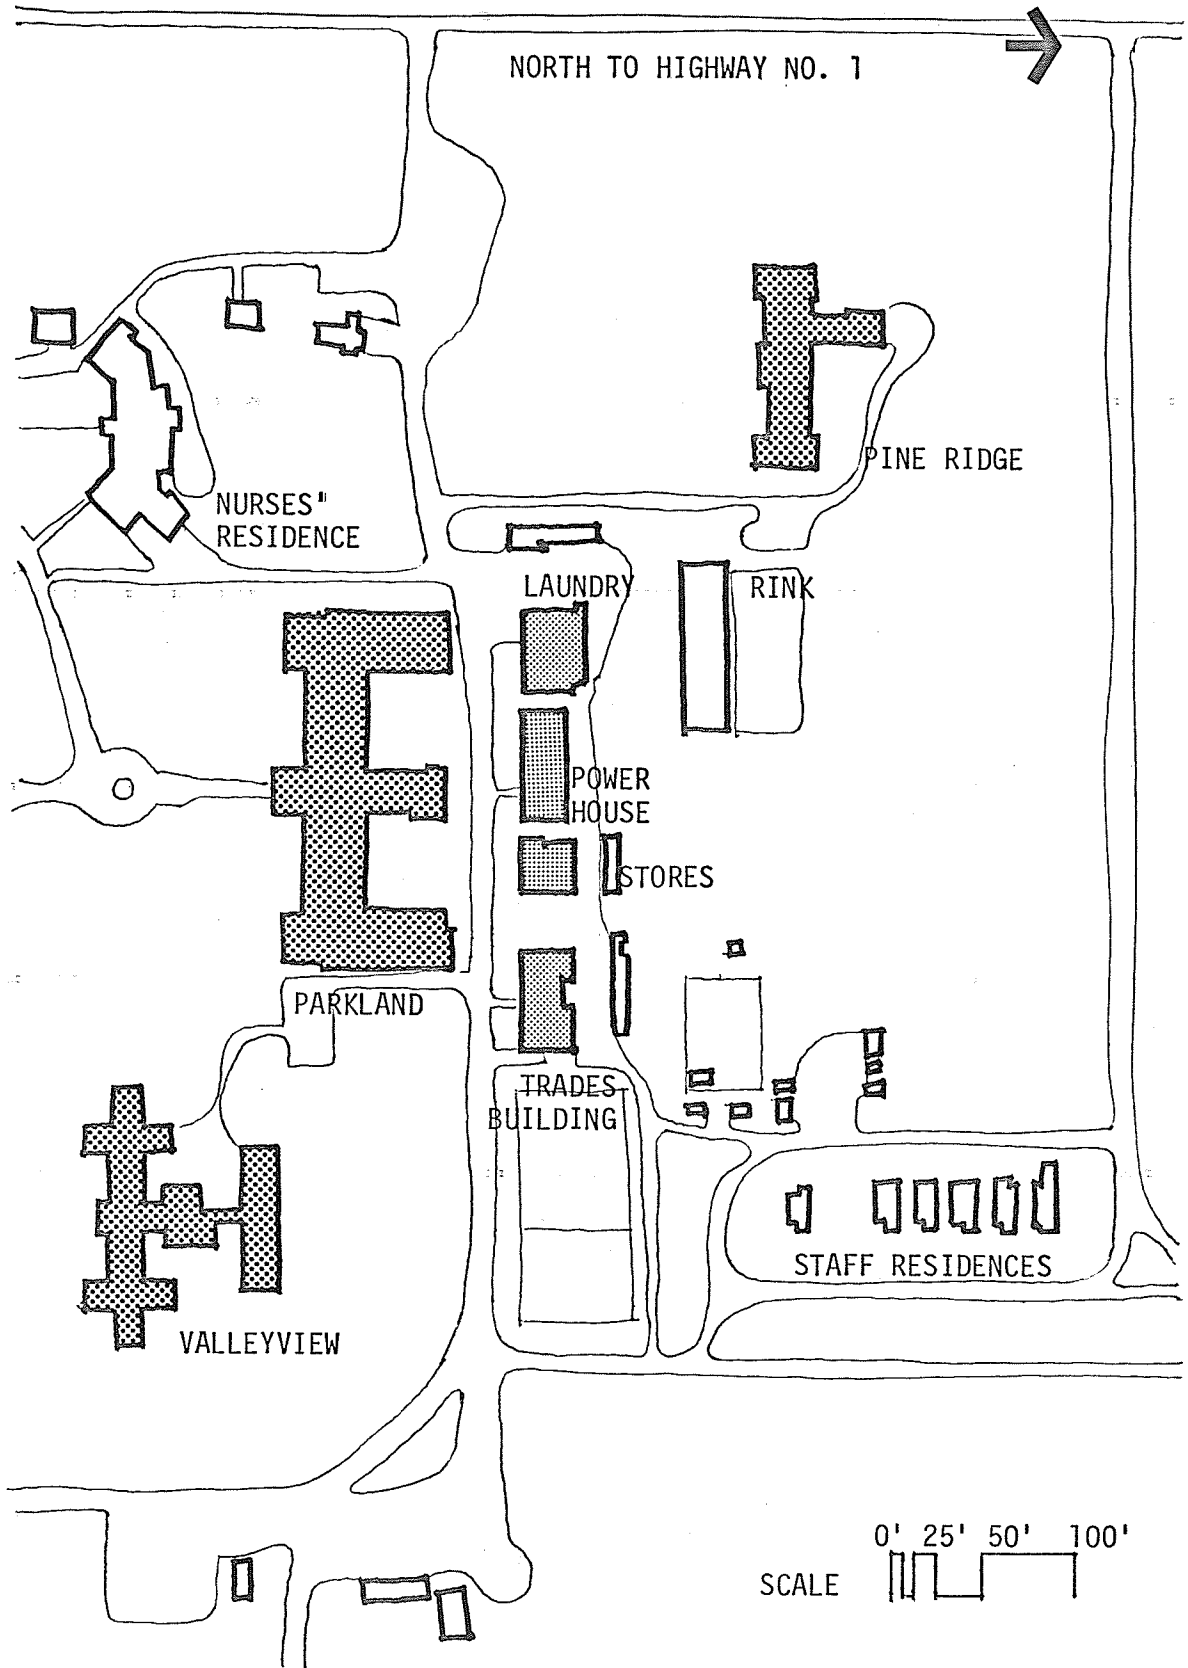 NORTH TO HIGHWAY NO. 1
PINE RIDGE
NURSES"
RESIDENCE
LAUNDRY
RINK
POWER
HOUSE
STORES
PARKLAND
TRADES
BUILDING
STAFF RESIDENCES
VALLEYVIEW
0' 25' 50' 100'
SCALE